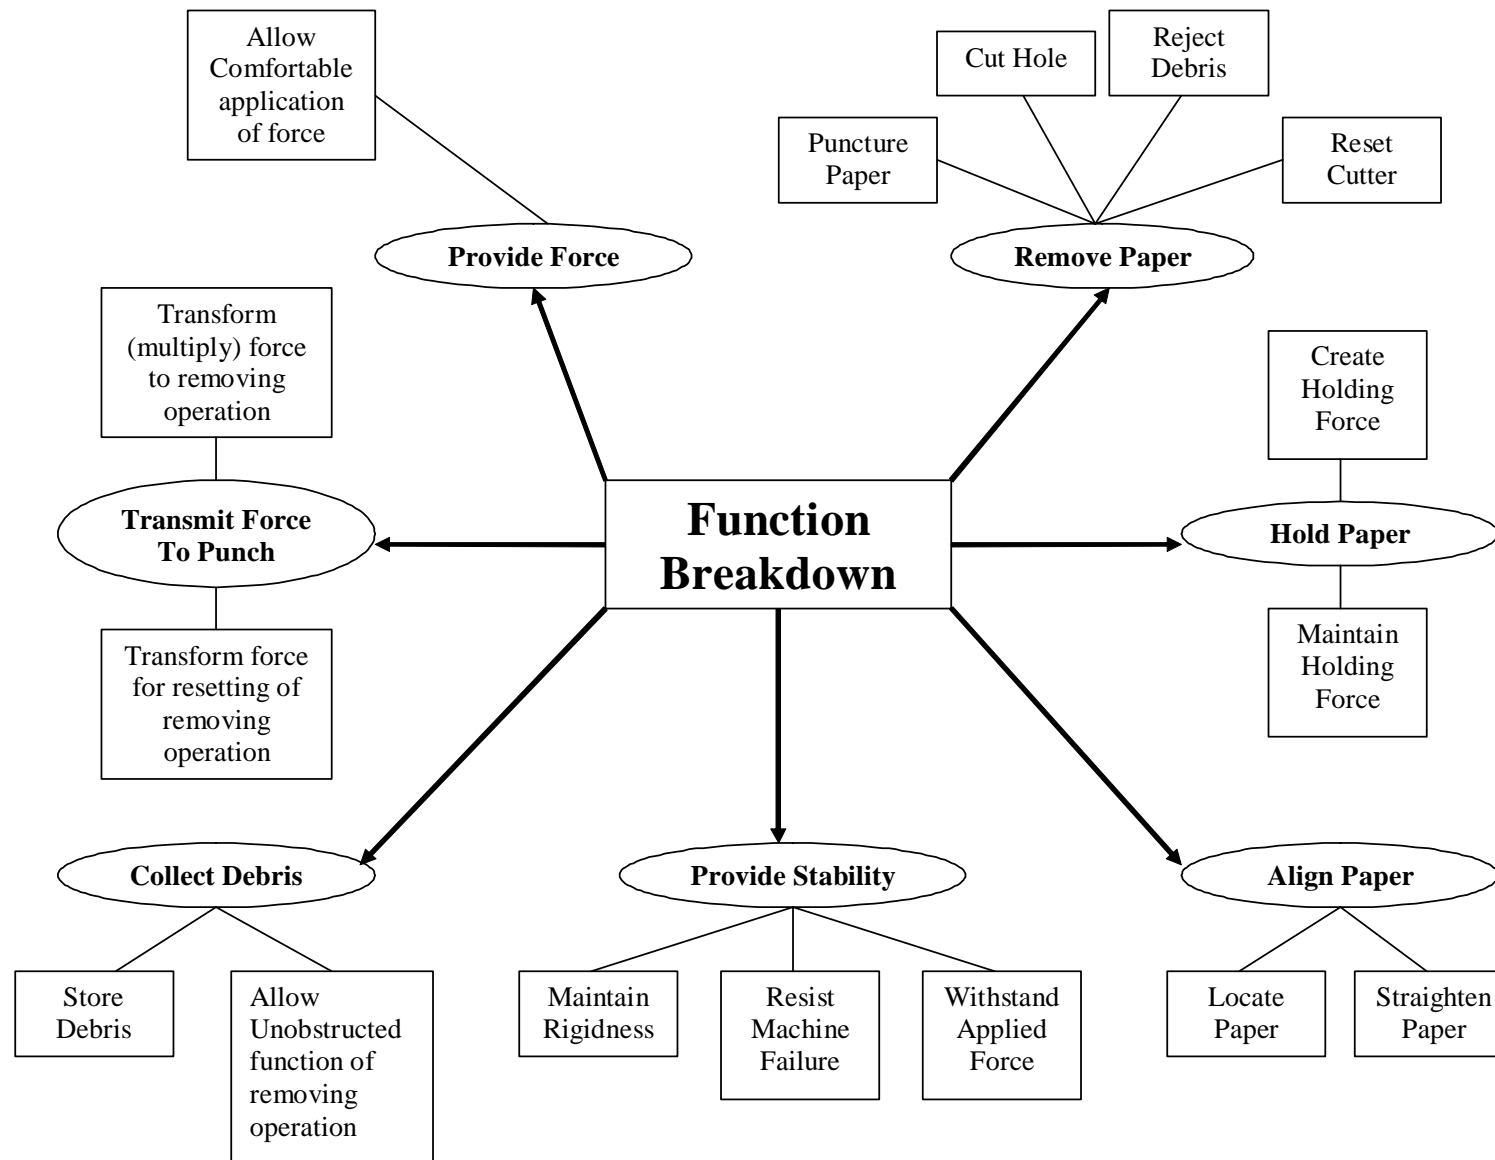 Allow
Comfortable
application
of force
Cut Hole
Reject
Debris
Puncture
Paper
Reset
Cutter
Provide Force
Remove Paper
Transform
(multiply) force
to removing
operation
Create
Holding
Force
Transmit Force
To Punch
Function
Breakdown
Hold Paper
Transform force
for resetting of
removing
operation
Maintain
Holding
Force
Collect Debris
Provide Stability
Align Paper
Store
Debris
Allow
Unobstructed
function of
removing
operation
Maintain
Rigidness
Resist
Machine
Failure
Withstand
Applied
Force
Locate
Paper
Straighten
Paper